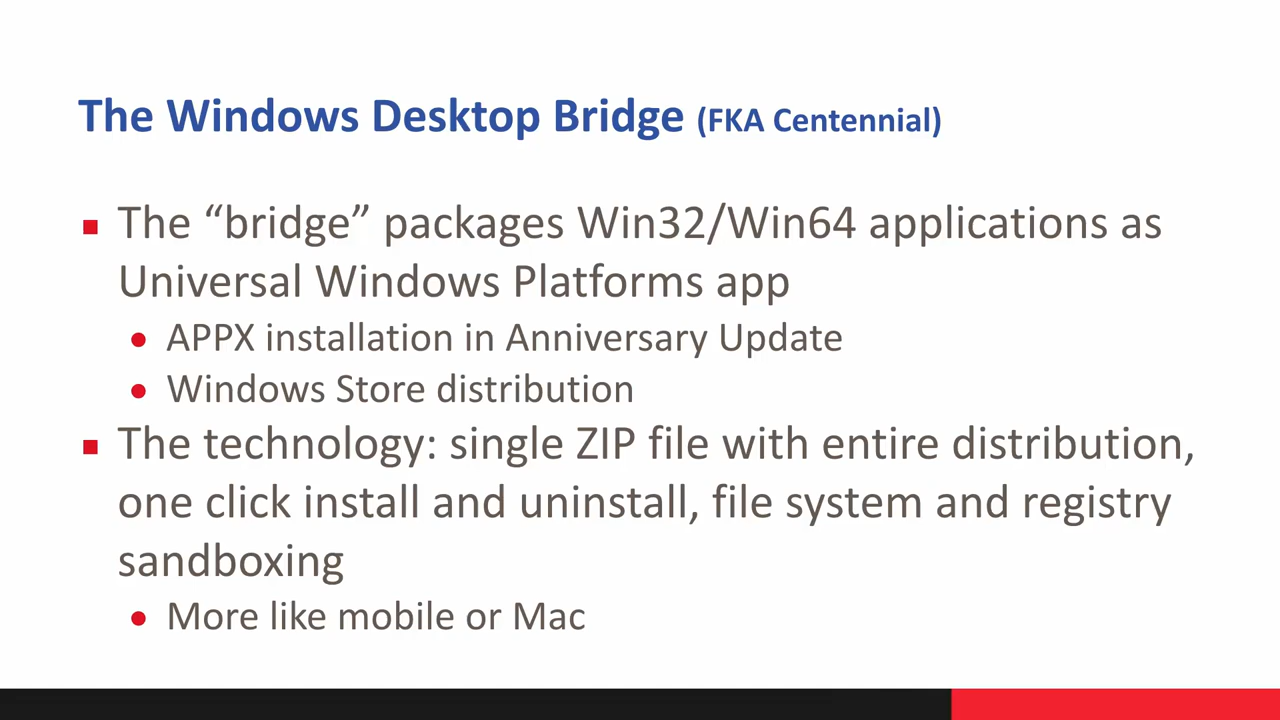 The Windows Desktop Bridge (FKA Centennial)
The “bridge” packages Win32/Win64 applications as
Universal Windows Platforms app
APPX installation in Anniversary Update
Windows Store distribution
The technology: single ZIP file with entire distribution,
one click install and uninstall, file system and registry
sandboxing
More like mobile or Mac